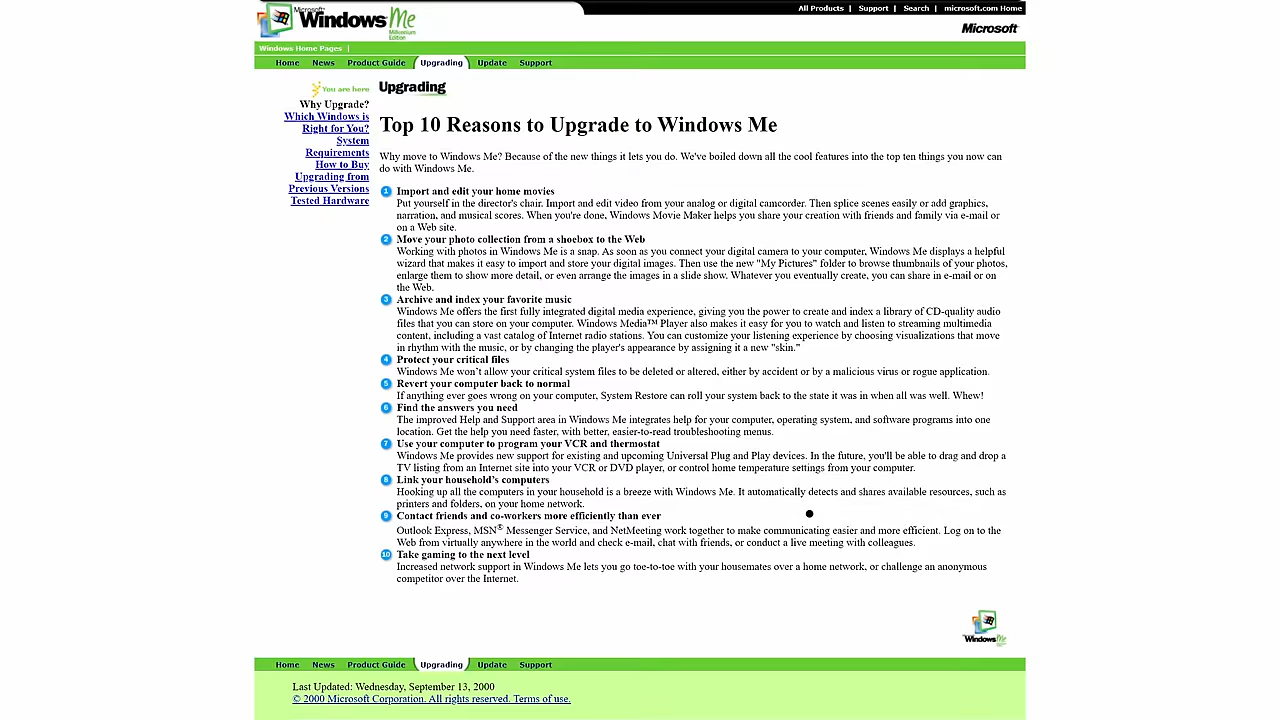 Microsoft®
Windows Me
Millennium
Edition
All Products | Support | Search | microsoft.com Home
Microsoft
Windows Home Pages |
Home News Product Guide Upgrading Update Support
You are here
Why Upgrade?
Which Windows is
Right for You?
System
Requirements
How to Buy
Upgrading from
Previous Versions
Tested Hardware
Upgrading
Top 10 Reasons to Upgrade to Windows Me
Why move to Windows Me? Because of the new things it lets you do. We've boiled down all the cool features into the top ten things you now can
do with Windows Me.
1 Import and edit your home movies
Put yourself in the director's chair. Import and edit video from your analog or digital camcorder. Then splice scenes easily or add graphics,
narration, and musical scores. When you're done, Windows Movie Maker helps you share your creation with friends and family via e-mail or
on a Web site.
2 Move your photo collection from a shoebox to the Web
Working with photos in Windows Me is a snap. As soon as you connect your digital camera to your computer, Windows Me displays a helpful
wizard that makes it easy to import and store your digital images. Then use the new "My Pictures" folder to browse thumbnails of your photos,
enlarge them to show more detail, or even arrange the images in a slide show. Whatever you eventually create, you can share in e-mail or on
the Web.
3 Archive and index your favorite music
Windows Me offers the first fully integrated digital media experience, giving you the power to create and index a library of CD-quality audio
files that you can store on your computer. Windows Media™ Player also makes it easy for you to watch and listen to streaming multimedia
content, including a vast catalog of Internet radio stations. You can customize your listening experience by choosing visualizations that move
in rhythm with the music, or by changing the player's appearance by assigning it a new "skin."
4 Protect your critical files
Windows Me won't allow your critical system files to be deleted or altered, either by accident or by a malicious virus or rogue application.
5 Revert your computer back to normal
If anything ever goes wrong on your computer, System Restore can roll your system back to the state it was in when all was well. Whew!
6 Find the answers you need
The improved Help and Support area in Windows Me integrates help for your computer, operating system, and software programs into one
location. Get the help you need faster, with better, easier-to-read troubleshooting menus.
7 Use your computer to program your VCR and thermostat
Windows Me provides new support for existing and upcoming Universal Plug and Play devices. In the future, you'll be able to drag and drop a
TV listing from an Internet site into your VCR or DVD player, or control home temperature settings from your computer.
8 Link your household’s computers
Hooking up all the computers in your household is a breeze with Windows Me. It automatically detects and shares available resources, such as
printers and folders, on your home network.
9 Contact friends and co-workers more efficiently than ever
Outlook Express, MSN® Messenger Service, and NetMeeting work together to make communicating easier and more efficient. Log on to the
Web from virtually anywhere in the world and check e-mail, chat with friends, or conduct a live meeting with colleagues.
10 Take gaming to the next level
Increased network support in Windows Me lets you go toe-to-toe with your housemates over a home network, or challenge an anonymous
competitor over the Internet.
Windows Me
Home News Product Guide Upgrading Update Support
Last Updated: Wednesday, September 13, 2000
© 2000 Microsoft Corporation. All rights reserved. Terms of use.